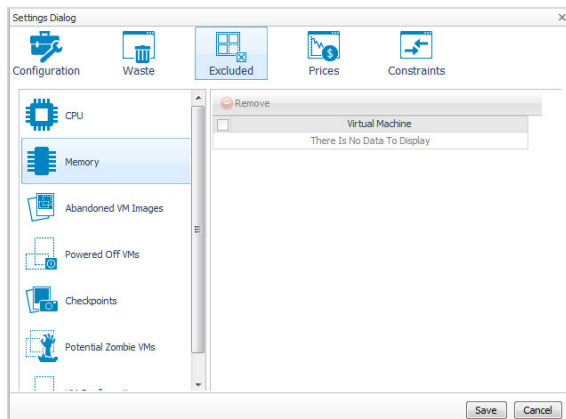 Settings Dialog
Configuration
Waste
Excluded
Prices
Constraints
CPU
Memory
Abandoned VM Images
Powered Off VMs
Checkpoints
Potential Zombie VMs
Remove
Virtual Machine
There Is No Data To Display
Save
Cancel